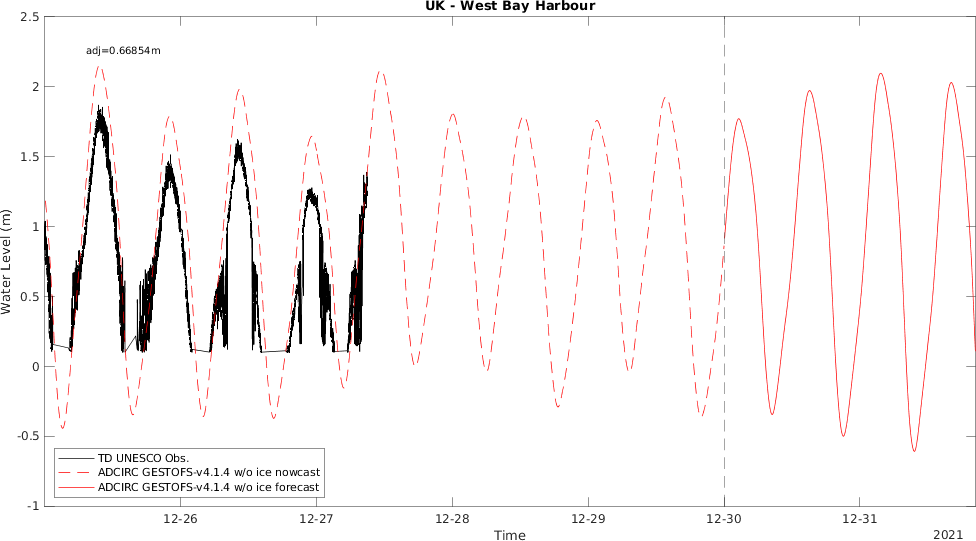 UK - West Bay Harbour
2.5
adj=0.66854m
2
1.5
1
0.5
0
-0.5
-1
Water Level (m)
TD UNESCO Obs.
ADCIRC GESTOFS-v4.1.4 w/o ice nowcast
ADCIRC GESTOFS-v4.1.4 w/o ice forecast
12-26 12-27 12-28 12-29 12-30 12-31
Time
2021